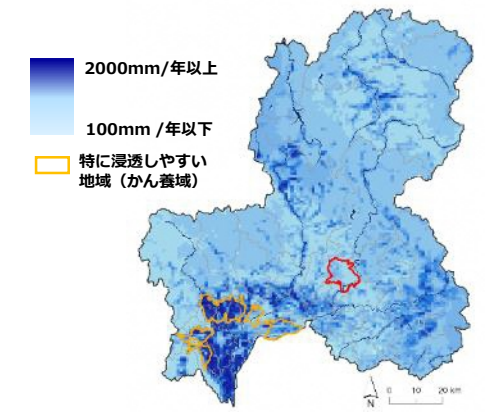 2000mm/年以上
100mm /年以下
特に浸透しやすい
地域（かん養域）
N
0 10 20 km